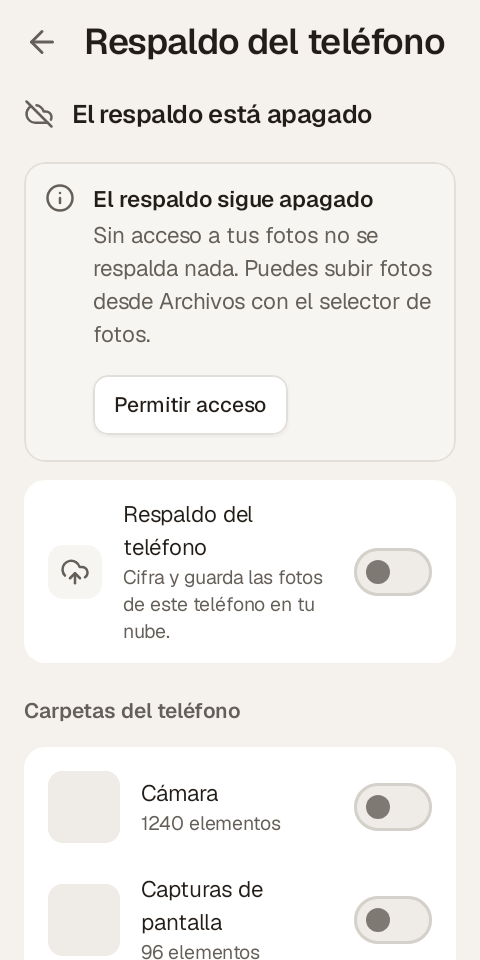 Respaldo del teléfono
El respaldo está apagado
El respaldo sigue apagado
Sin acceso a tus fotos no se
respalda nada. Puedes subir fotos
desde Archivos con el selector de
fotos.
Permitir acceso
Respaldo del
teléfono
Cifra y guarda las fotos
de este teléfono en tu
nube.
Carpetas del teléfono
Cámara
1240 elementos
Capturas de
pantalla
96 elementos